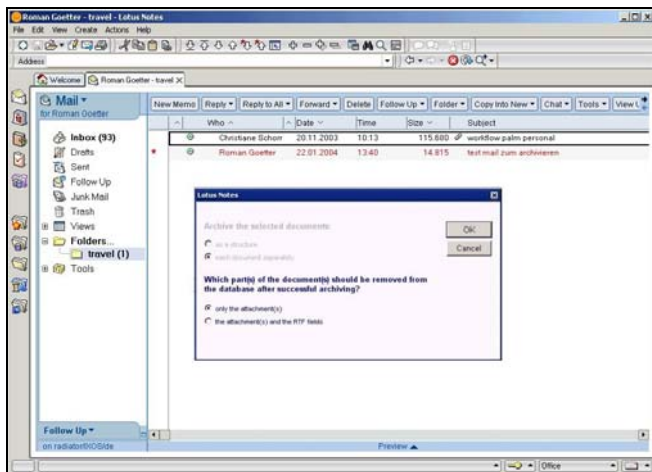 Roman Goetter - travel - Lotus Notes
File Edit View Create Actions Help
Address
Welcome Roman Goetter - travel
Mail
for Roman Goetter
New Memo Reply Reply to All Forward Delete Follow Up Folder Copy Into New Chat Tools View
Who Date Time Size Subject
Inbox (93)
Christiane Schorr 20.11.2003 10:13 115.680 workflow palm personal
Drafts
Roman Goetter 22.01.2004 13:40 14.815 test mail zum archivieren
Sent
Follow Up
Junk Mail
Trash
Views
Folders...
travel (1)
Tools
Lotus Notes
Archive the selected documents:
OK
as a structure
Cancel
each document separately
Which part(s) of the document(s) should be removed from
the database after successful archiving?
only the attachment(s)
the attachment(s) and the RTF fields
Follow Up
Preview
Office